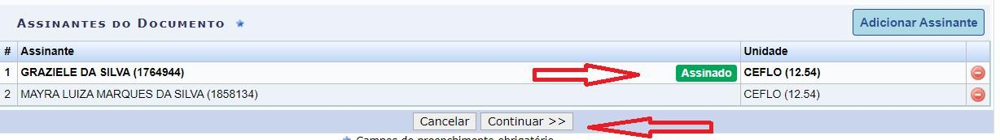 ASSINANTES DO DOCUMENTO
Adicionar Assinante
# Assinante Unidade
1 GRAZIELE DA SILVA (1764944) Assinado CEFLO (12.54)
2 MAYRA LUIZA MARQUES DA SILVA (1858134) CEFLO (12.54)
Cancelar Continuar >>
Campos de preenchimento obrigatório